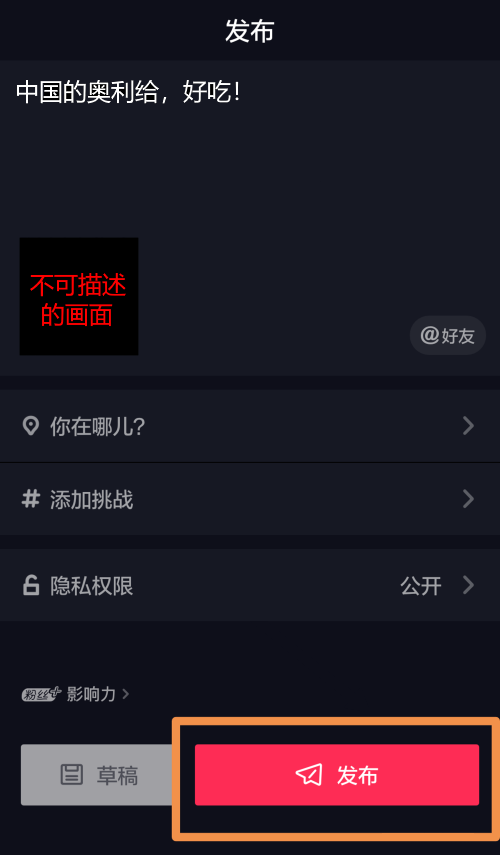 发布
中国的奥利给，好吃！
不可描述
的画面
@好友
你在哪儿?
# 添加挑战
隐私权限 公开
粉丝+ 影响力
草稿
发布